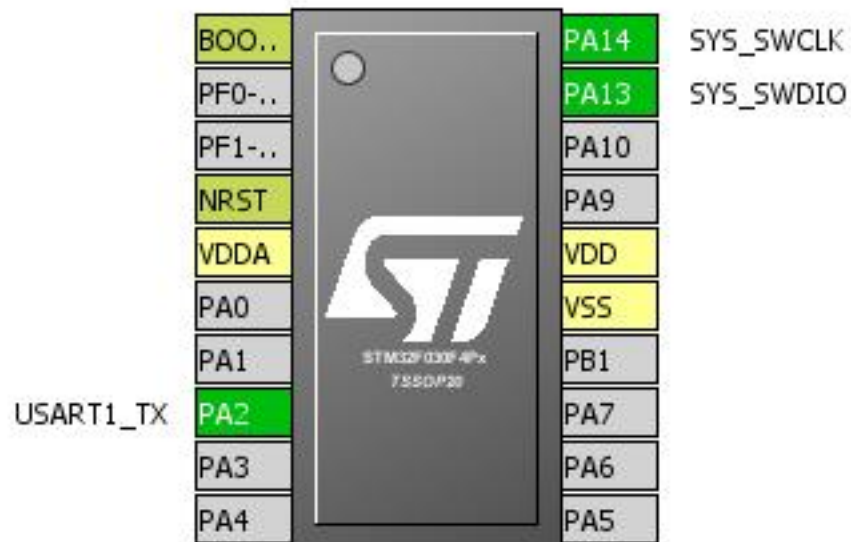 BOO.. PA14 SYS_SWCLK
PF0-.. PA13 SYS_SWDIO
PF1-.. PA10
NRST PA9
VDDA VDD
PA0 VSS
PA1 STM32F030F4Px PB1
TSSOP20
USART1_TX PA2 PA7
PA3 PA6
PA4 PA5